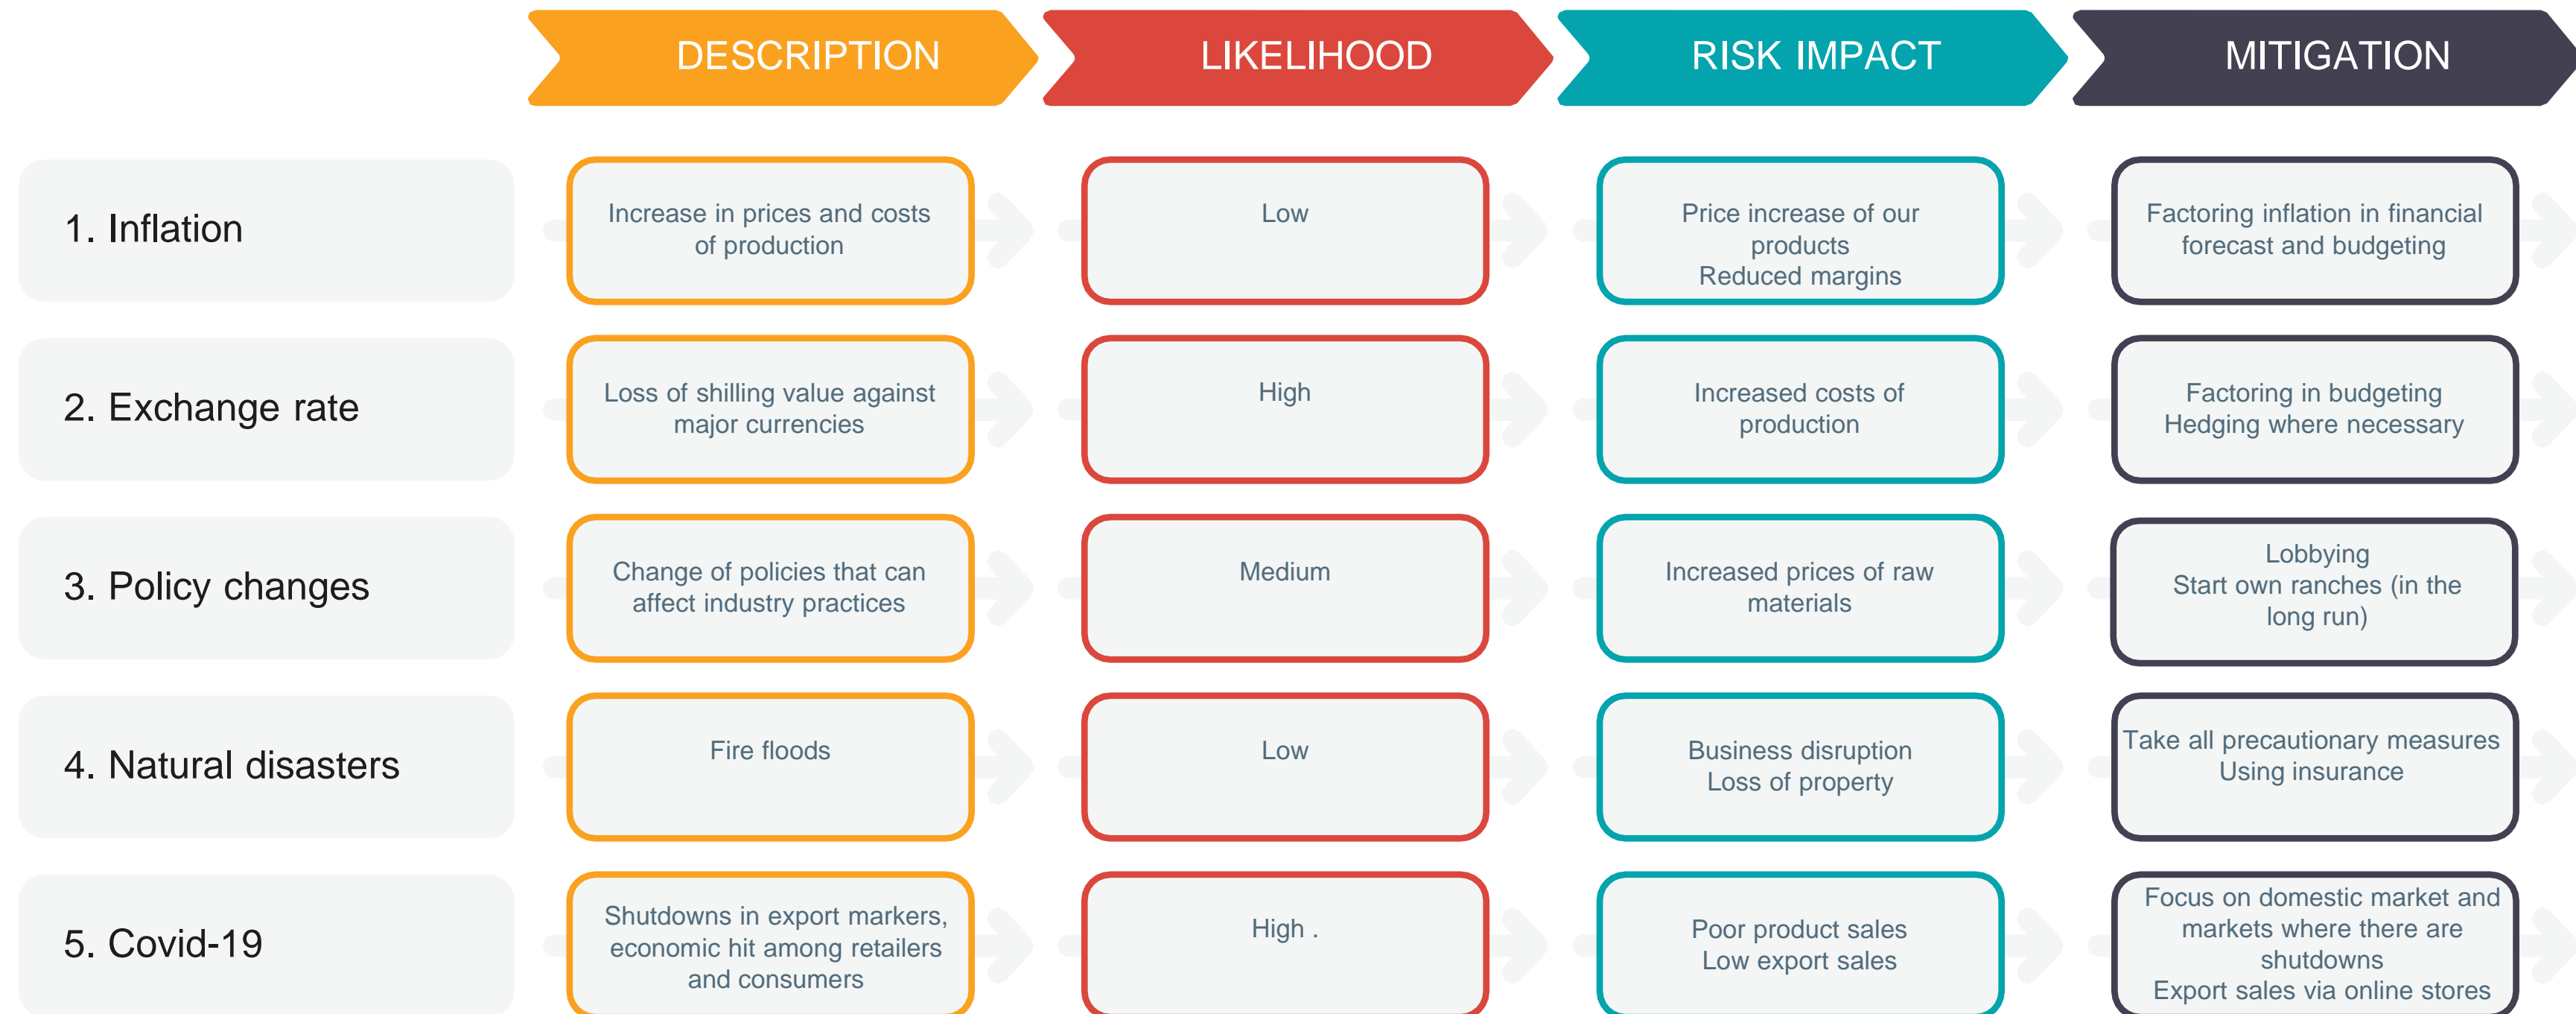 DESCRIPTION
LIKELIHOOD
RISK IMPACT
MITIGATION
1. Inflation
Increase in prices and costs
of production
Low
Price increase of our
products
Reduced margins
Factoring inflation in financial
forecast and budgeting
2. Exchange rate
Loss of shilling value against
major currencies
High
Increased costs of
production
Factoring in budgeting
Hedging where necessary
3. Policy changes
Change of policies that can
affect industry practices
Medium
Increased prices of raw
materials
Lobbying
Start own ranches (in the
long run)
4. Natural disasters
Fire floods
Low
Business disruption
Loss of property
Take all precautionary measures
Using insurance
5. Covid-19
Shutdowns in export markers,
economic hit among retailers
and consumers
High .
Poor product sales
Low export sales
Focus on domestic market and
markets where there are
shutdowns
Export sales via online stores